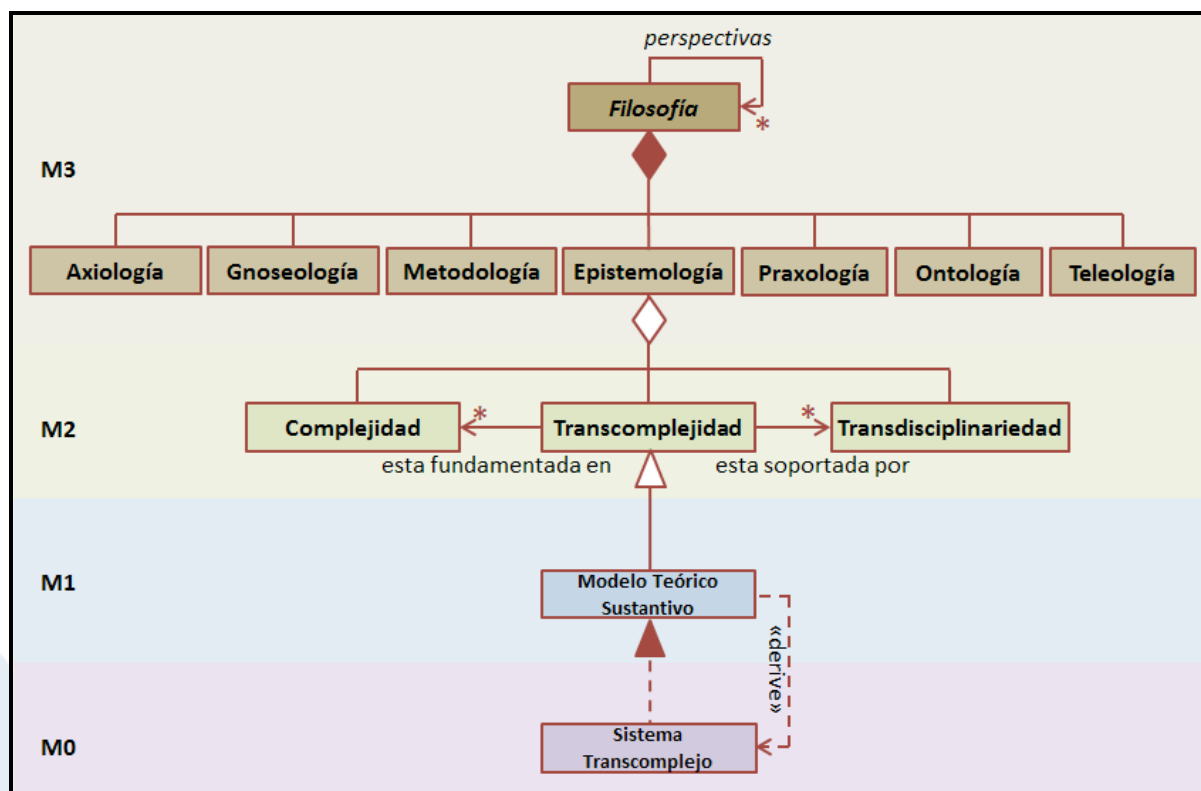 perspectivas
Filosofía
*
M3
Axiología
Gnoseología
Metodología
Epistemología
Praxología
Ontología
Teleología
M2
Complejidad
*
Transcomplejidad
*
Transdisciplinariedad
esta fundamentada en
esta soportada por
M1
Modelo Teórico
Sustantivo
«derive»
M0
Sistema
Transcomplejo